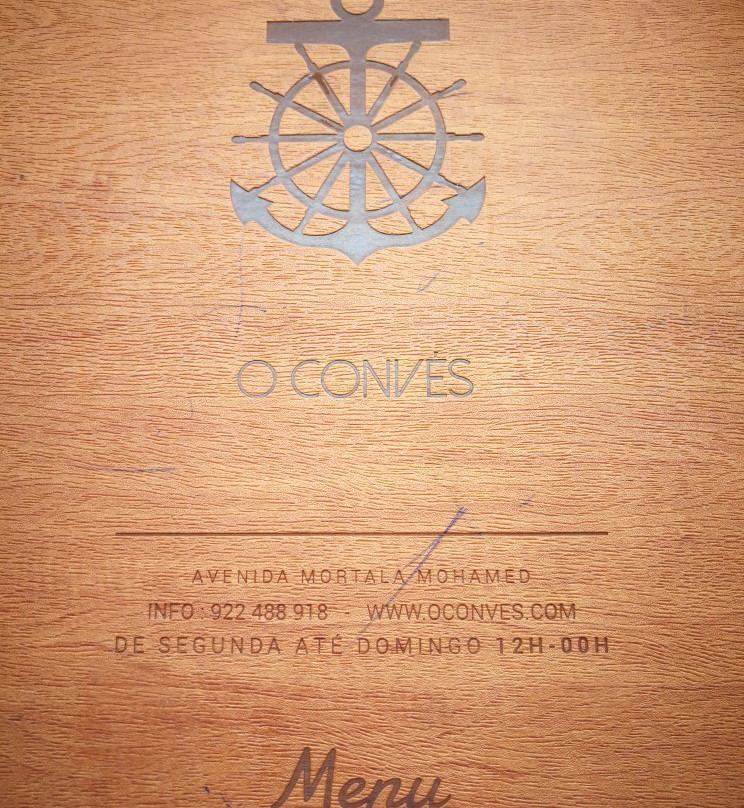 O CONVÉS
AVENIDA MORTALA MOHAMED
INFO : 922 488 918 - WWW.OCONVES.COM
DE SEGUNDA ATÉ DOMINGO 12H-00H
Menu